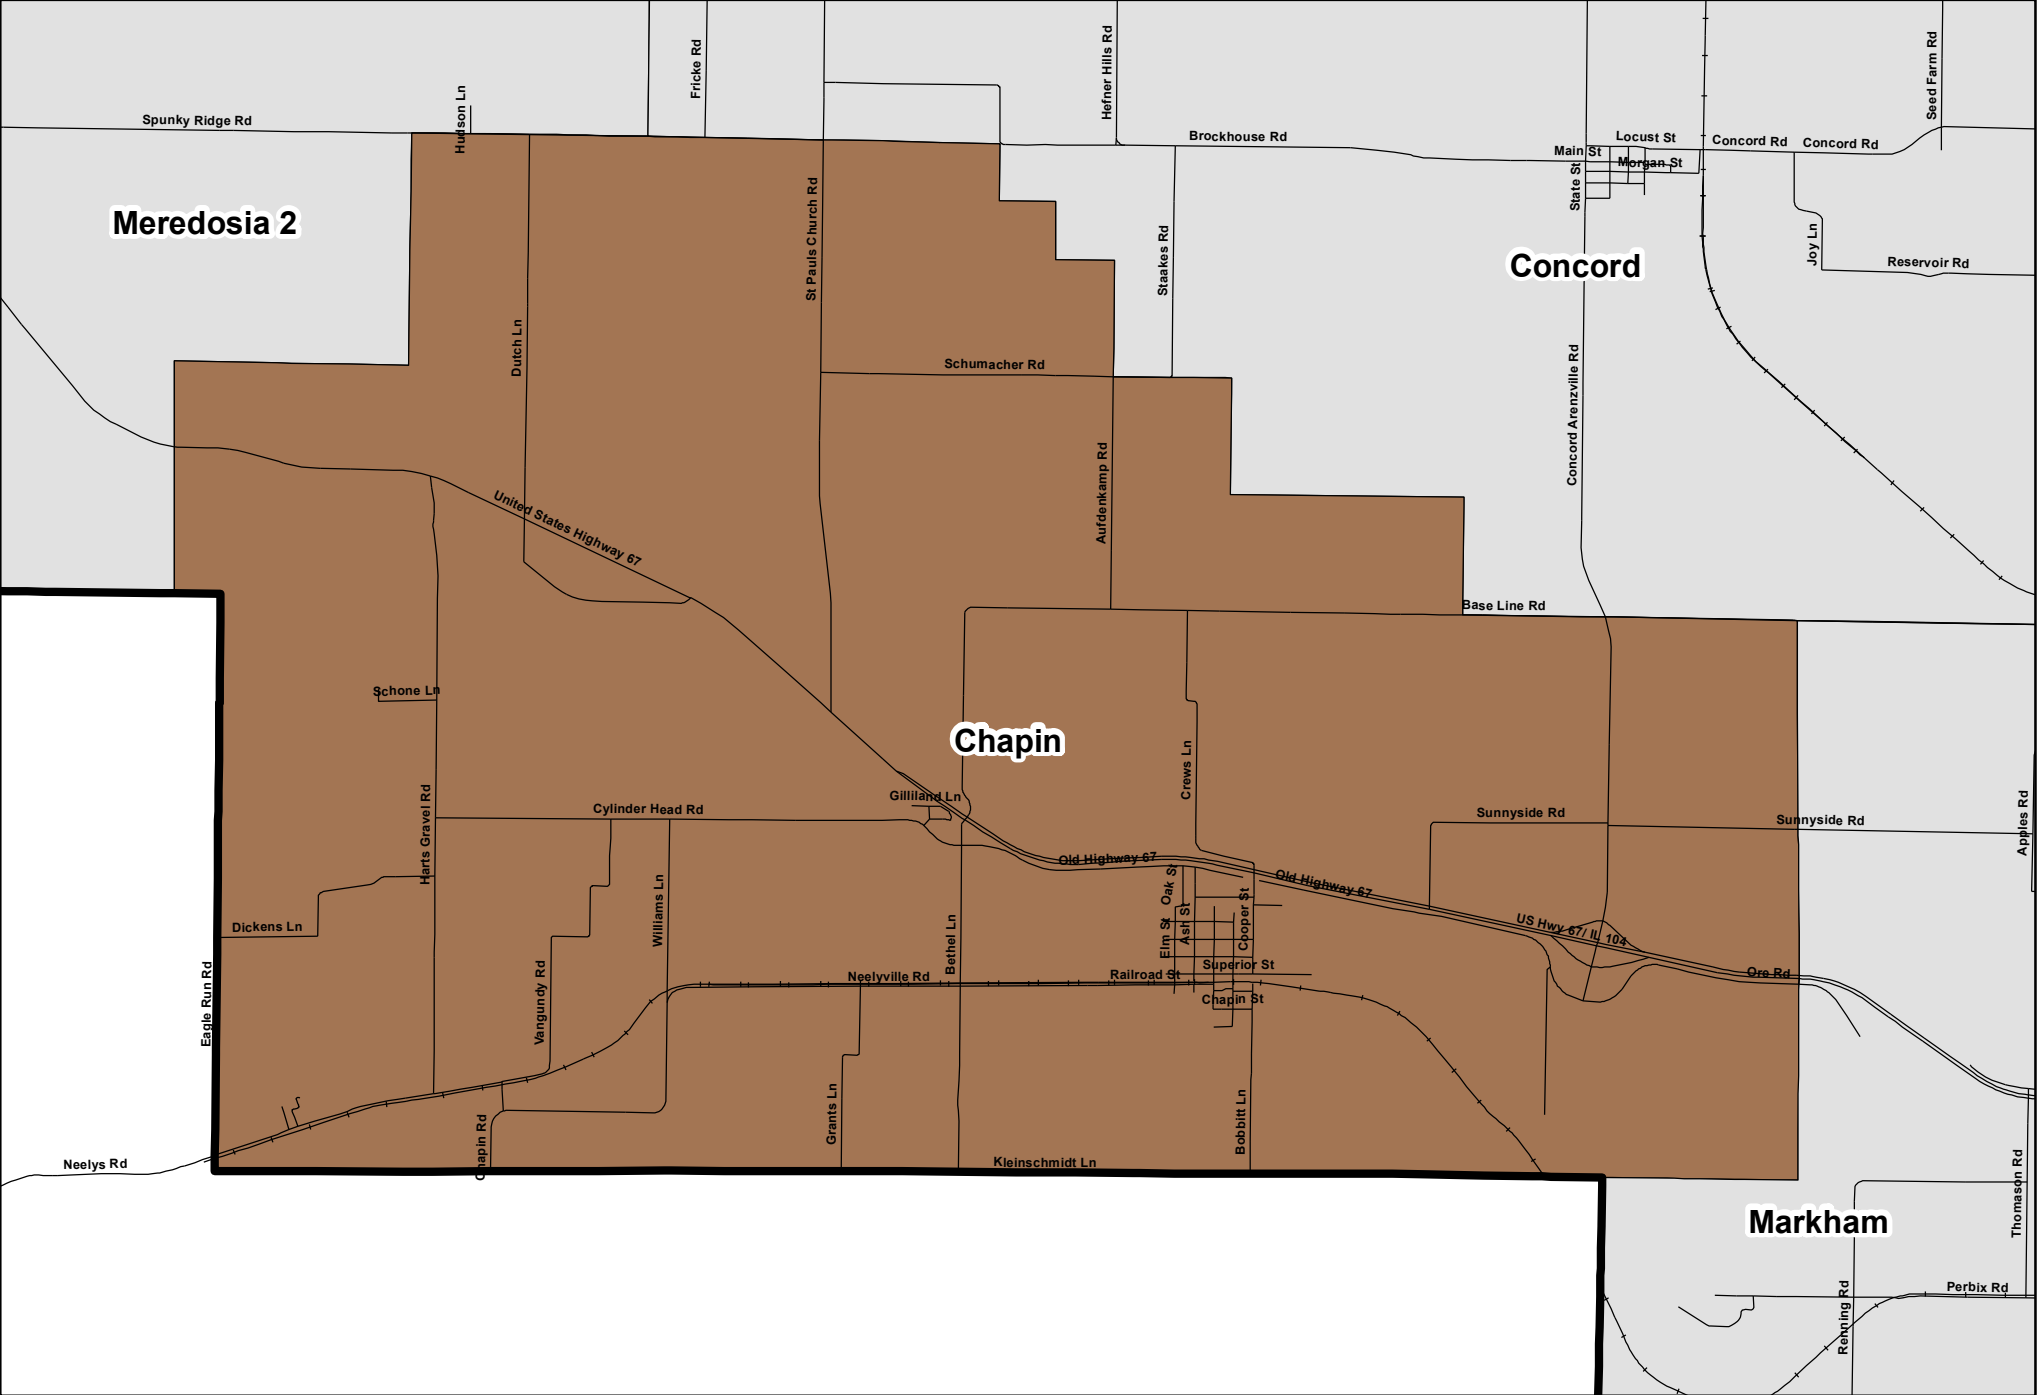 Fricke Rd
Hefner Hills Rd
Seed Farm Rd
Hudson Ln
Spunky Ridge Rd
Brockhouse Rd
Locust St
Concord Rd
Concord Rd
Main St
Morgan St
State St
Meredosia 2
St Pauls Church Rd
Staakes Rd
Joy Ln
Concord
Reservoir Rd
Dutch Ln
Schumacher Rd
Concord Arenzville Rd
Aufdenkamp Rd
United States Highway 67
Base Line Rd
Schone Ln
Chapin
Crews Ln
Gilliland Ln
Cylinder Head Rd
Harts Gravel Rd
Sunnyside Rd
Sunnyside Rd
Apples Rd
Old Highway 67
Old Highway 67
Oak St
Elm St
Ash St
Cooper St
Williams Ln
Dickens Ln
Bethel Ln
US Hwy 67/ IL 104
Eagle Run Rd
Vangundy Rd
Neelyville Rd
Railroad St
Superior St
Chapin St
Ore Rd
Grants Ln
Bobbitt Ln
Chapin Rd
Neelys Rd
Kleinschmidt Ln
Thomason Rd
Markham
Renning Rd
Perbix Rd